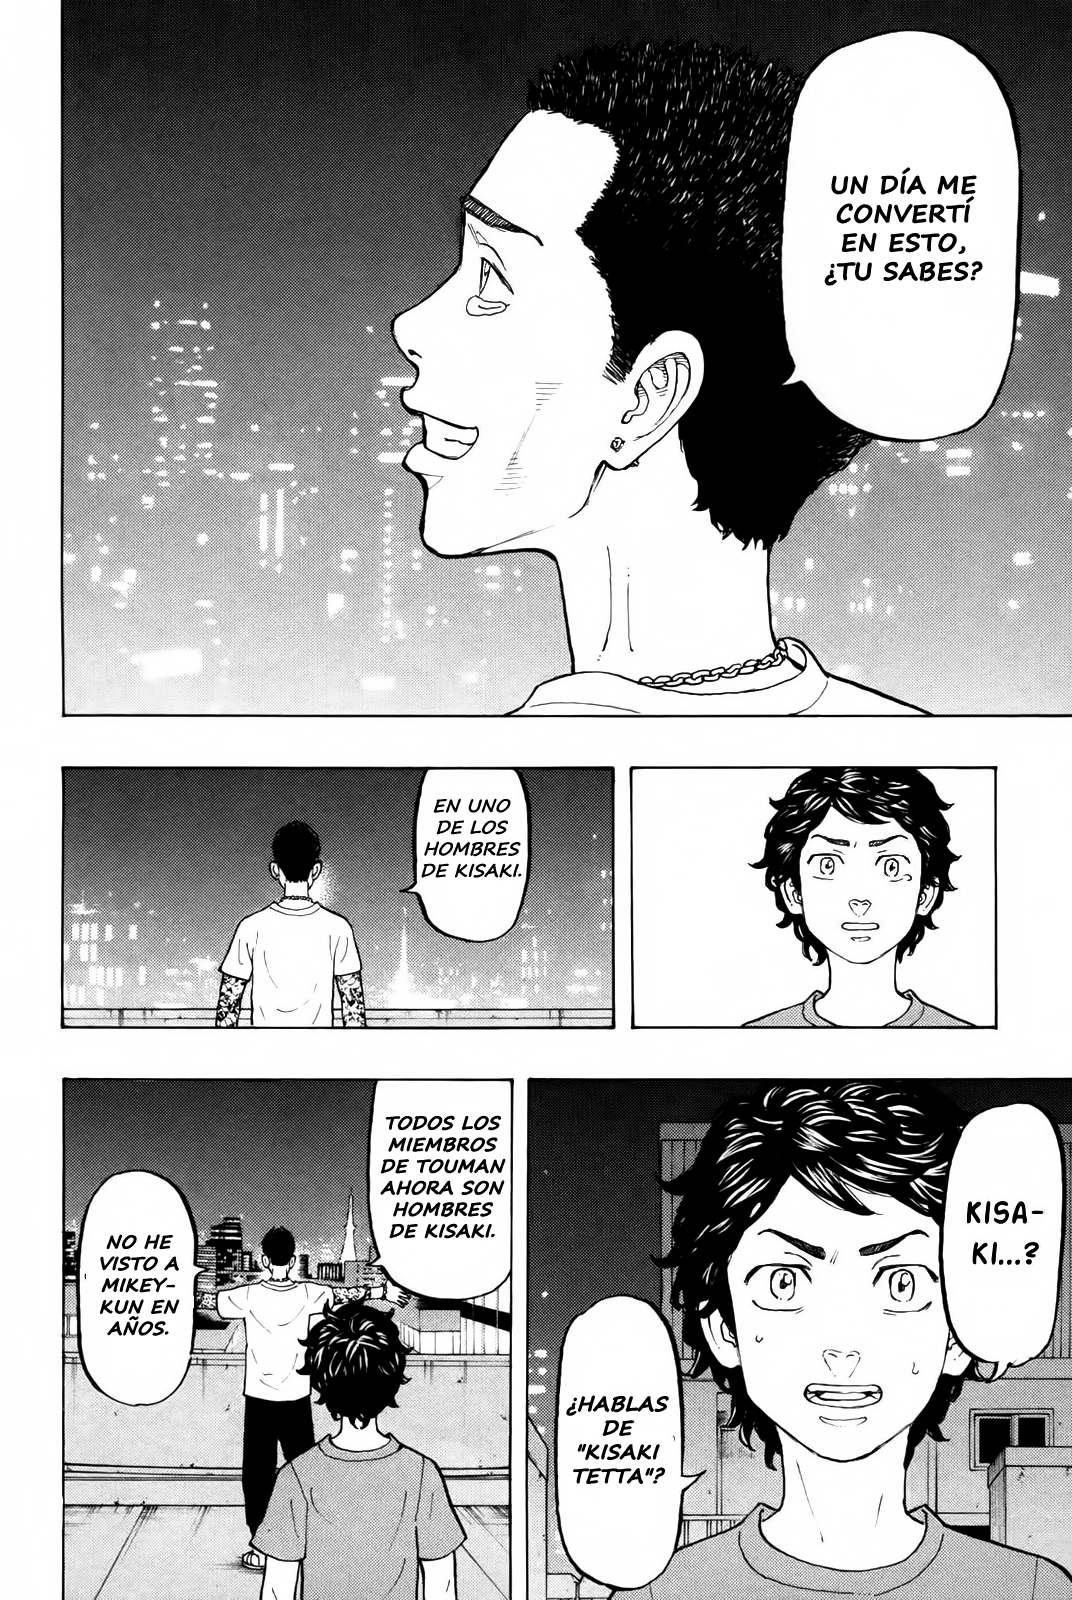 UN DÍA ME
CONVERTÍ
EN ESTO,
¿TU SABES?
EN UNO
DE LOS
HOMBRES
DE KISAKI.
KISA-
KI...?
¿HABLAS
DE
"KISAKI
TETTA"?
TODOS LOS
MIEMBROS
DE TOUMAN
AHORA SON
HOMBRES
DE KISAKI.
NO HE
VISTO A
MIKEY-
KUN EN
AÑOS.